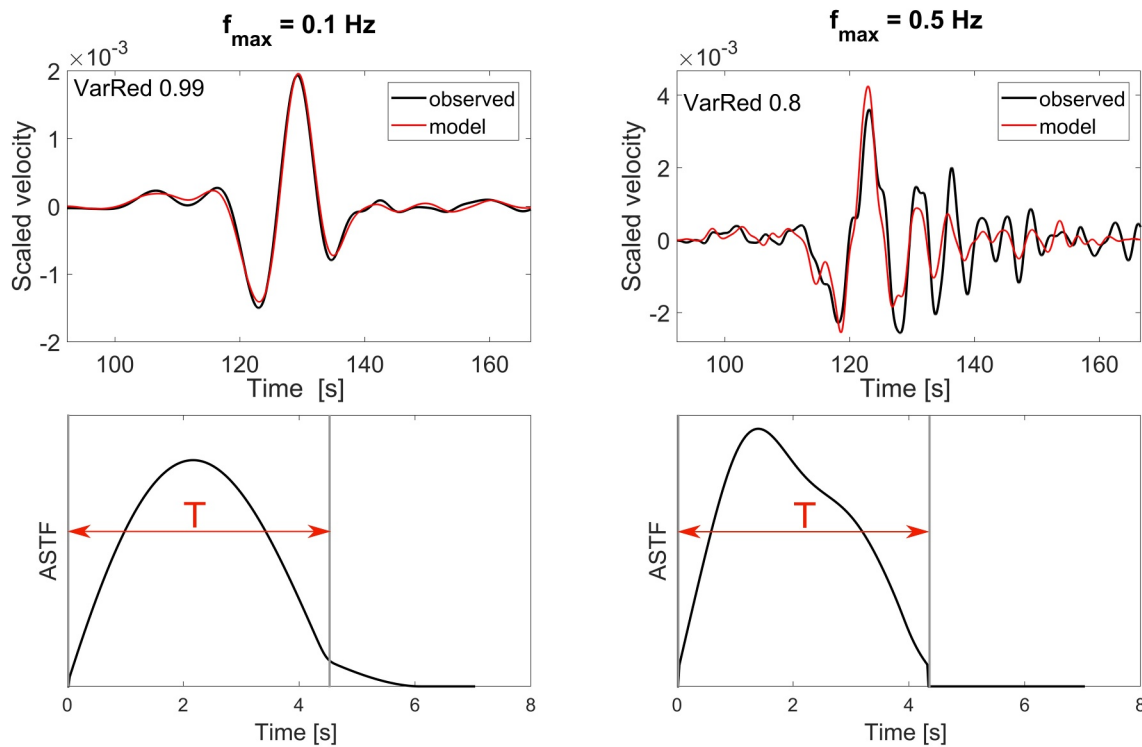 f_max = 0.1 Hz
×10^-3
VarRed 0.99
observed
model
Scaled velocity
2
1
0
-1
-2
100
120
140
160
Time [s]
f_max = 0.5 Hz
×10^-3
VarRed 0.8
observed
model
Scaled velocity
4
2
0
-2
100
120
140
160
Time [s]
T
ASTF
0
2
4
6
8
Time [s]
T
ASTF
0
2
4
6
8
Time [s]